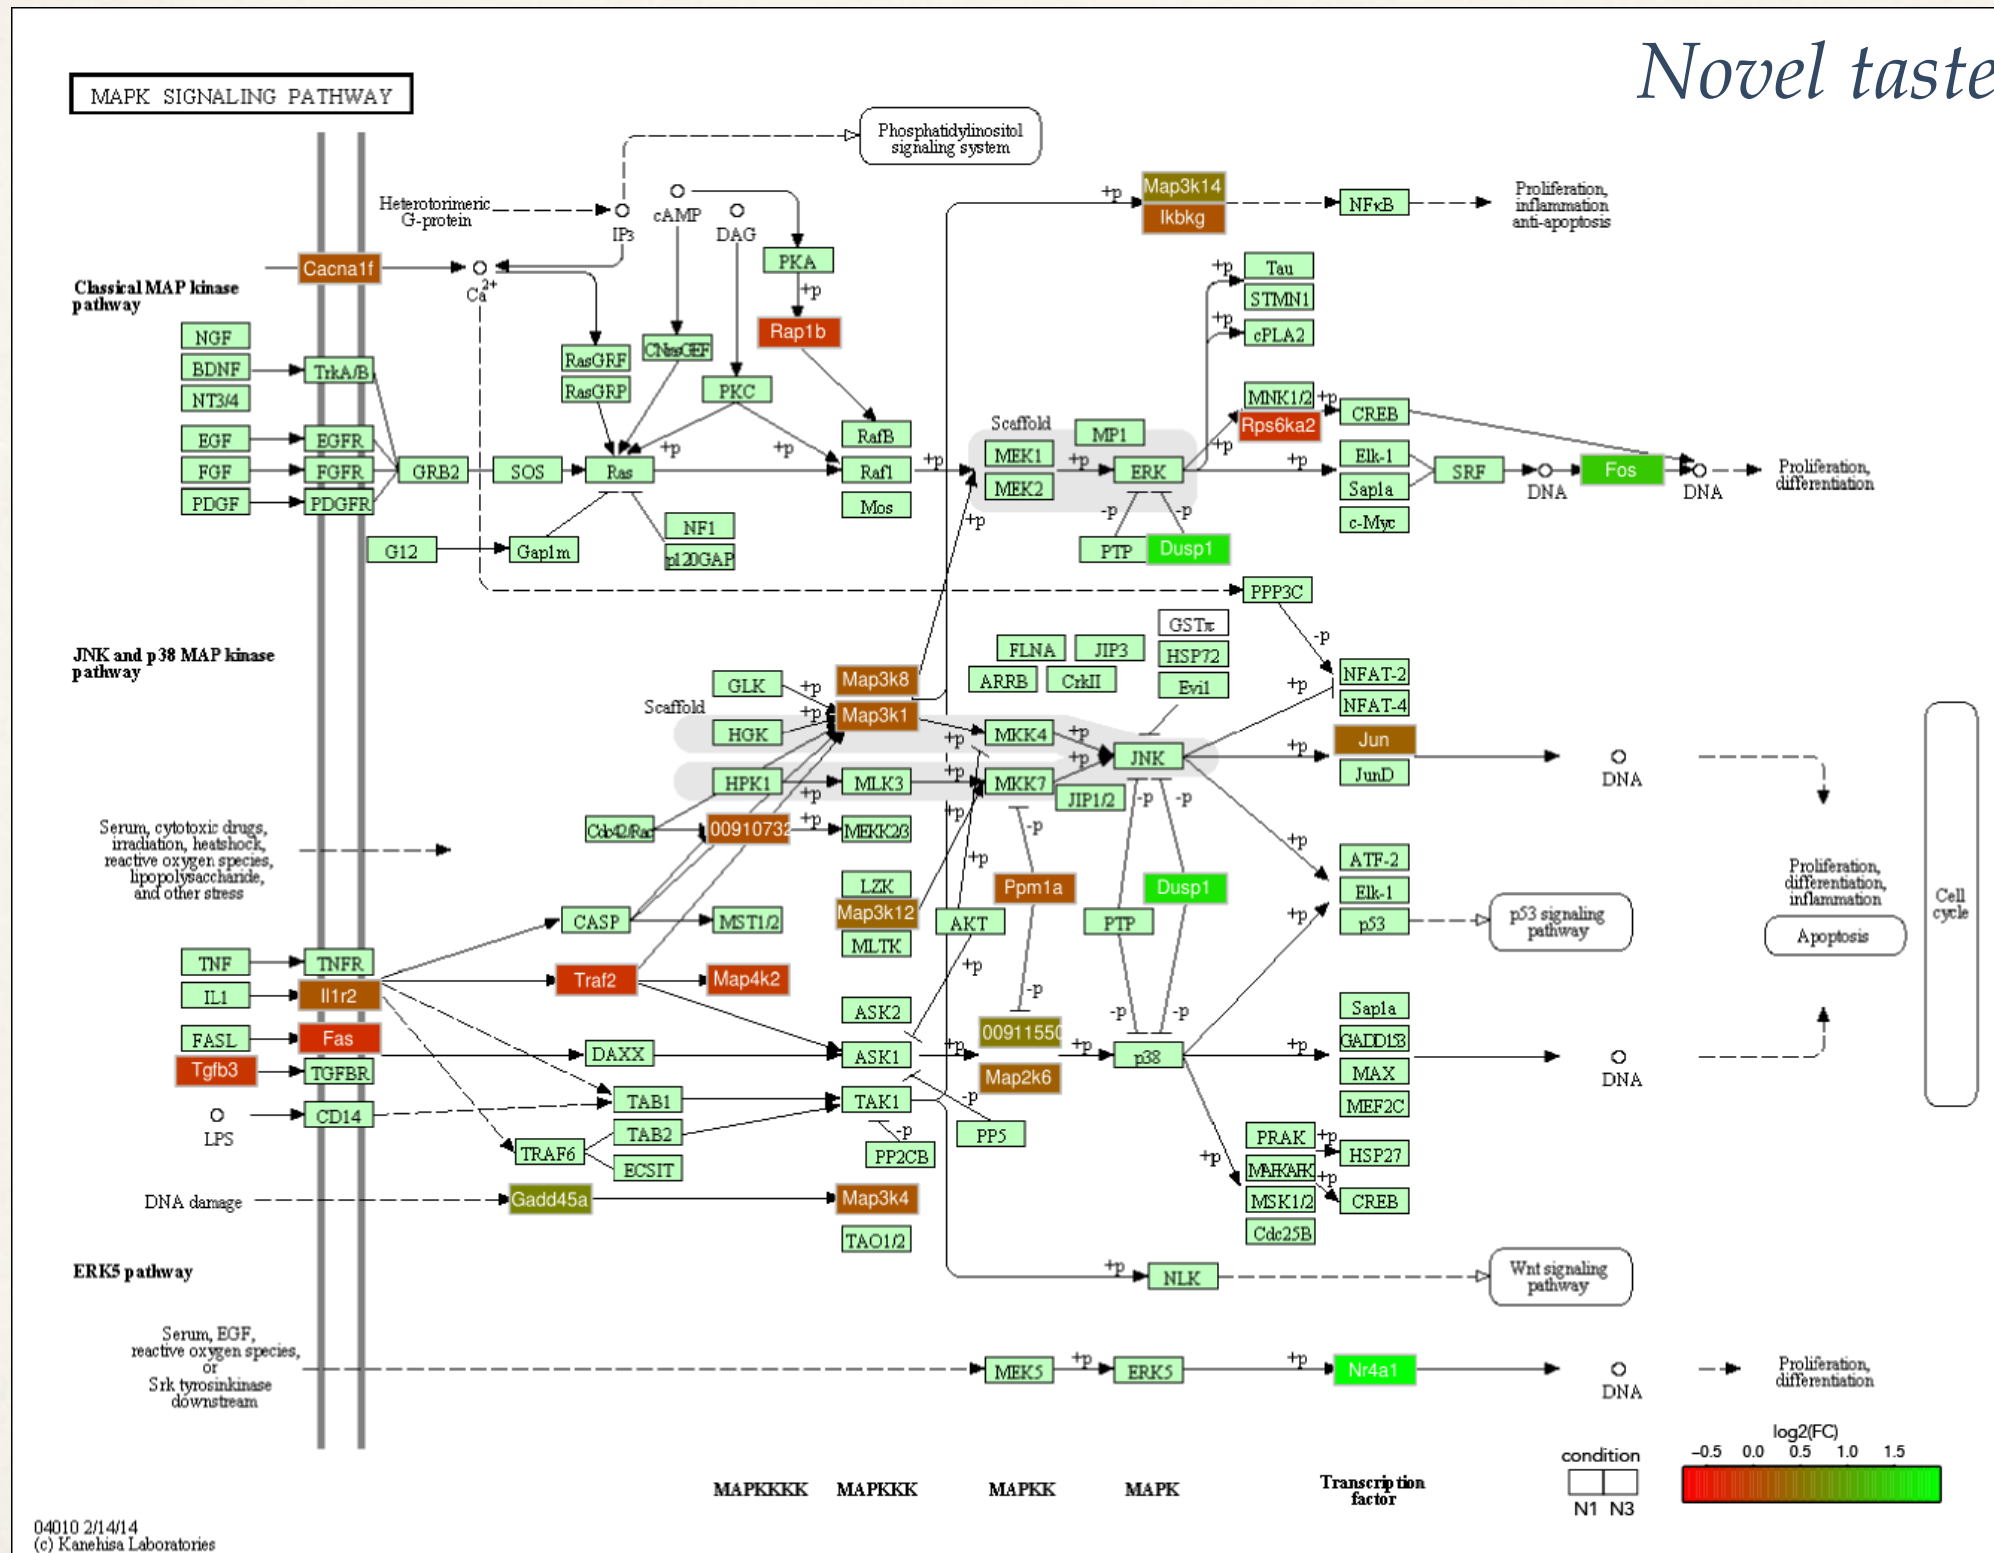 Novel taste
MAPK SIGNALING PATHWAY
Phosphatidylinositol
signaling system
Heterotorimeric
G-protein
IP3
cAMP
DAG
PKA
+p
Map3k14
Ikbkg
+p
NFκB
Proliferation,
inflammation
anti-apoptosis
Cacna1f
Ca2+
Classical MAP kinase
pathway
Rap1b
+p Tau
STMN1
+p cPLA2
NGF
BDNF
NT3/4
TrkA/B
RasGRF
RasGRP
CNrasGEF
PKC
EGF
EGFR
FGF
FGFR
PDGF
PDGFR
GRB2
SOS
Ras
+p
+p
RafB
Raf1
Mos
+p
Scaffold
MEK1
MEK2
+p
MP1
ERK
MNK1/2
+p
Rps6ka2
+p
CREB
+p
Elk-1
Sap1a
c-Myc
SRF
DNA
Fos
DNA
Proliferation,
differentiation
G12
Gap1m
NF1
p120GAP
+p
-p
-p
PTP
Dusp1
PPP3C
-p
JNK and p38 MAP kinase
pathway
GSTπ
FLNA
JIP3
HSP72
ARRB
CrkII
Evi1
NFAT-2
NFAT-4
+p
GLK
+p
Map3k8
Scaffold
+p
Map3k1
HGK
+p
MKK4
+p
JNK
+p
Jun
JunD
DNA
HPK1
MLK3
+p
MKK7
+p
JIP1/2
+p
+p
-p
-p
Cdc42/Rac
00910732
+p
MEKK2/3
-p
+p
Serum, cytotoxic drugs,
irradiation, heatshock,
reactive oxygen species,
lipopolysaccharide,
and other stress
LZK
Map3k12
MLTK
+p
Ppm1a
Dusp1
AKT
PTP
ATF-2
Elk-1
p53
+p
p53 signaling
pathway
Proliferation,
differentiation,
inflammation
Apoptosis
Cell
cycle
CASP
MST1/2
TNF
TNFR
IL1
Il1r2
Traf2
Map4k2
+p
-p
FASL
Fas
Tgfb3
TGFBR
DAXX
ASK2
ASK1
+p
00911550
Map2k6
+p
-p
-p
p38
+p
Sap1a
GADD153
MAX
MEF2C
DNA
LPS
CD14
TAB1
TAK1
-p
PP5
TAB2
-p
PP2CB
TRAF6
ECSIT
+p
PRAK
+p
HSP27
MAPKAPK
+p
MSK1/2
CREB
Cdc25B
DNA damage
Gadd45a
Map3k4
TAO1/2
ERK5 pathway
+p
NLK
Wnt signaling
pathway
Serum, EGF,
reactive oxygen species,
or
Srk tyrosinkinase
downstream
MEK5
+p
ERK5
+p
Nr4a1
DNA
Proliferation,
differentiation
MAPKKKK
MAPKKK
MAPKK
MAPK
Transcription
factor
condition
N1 N3
log2(FC)
−0.5 0.0 0.5 1.0 1.5
04010 2/14/14
(c) Kanehisa Laboratories